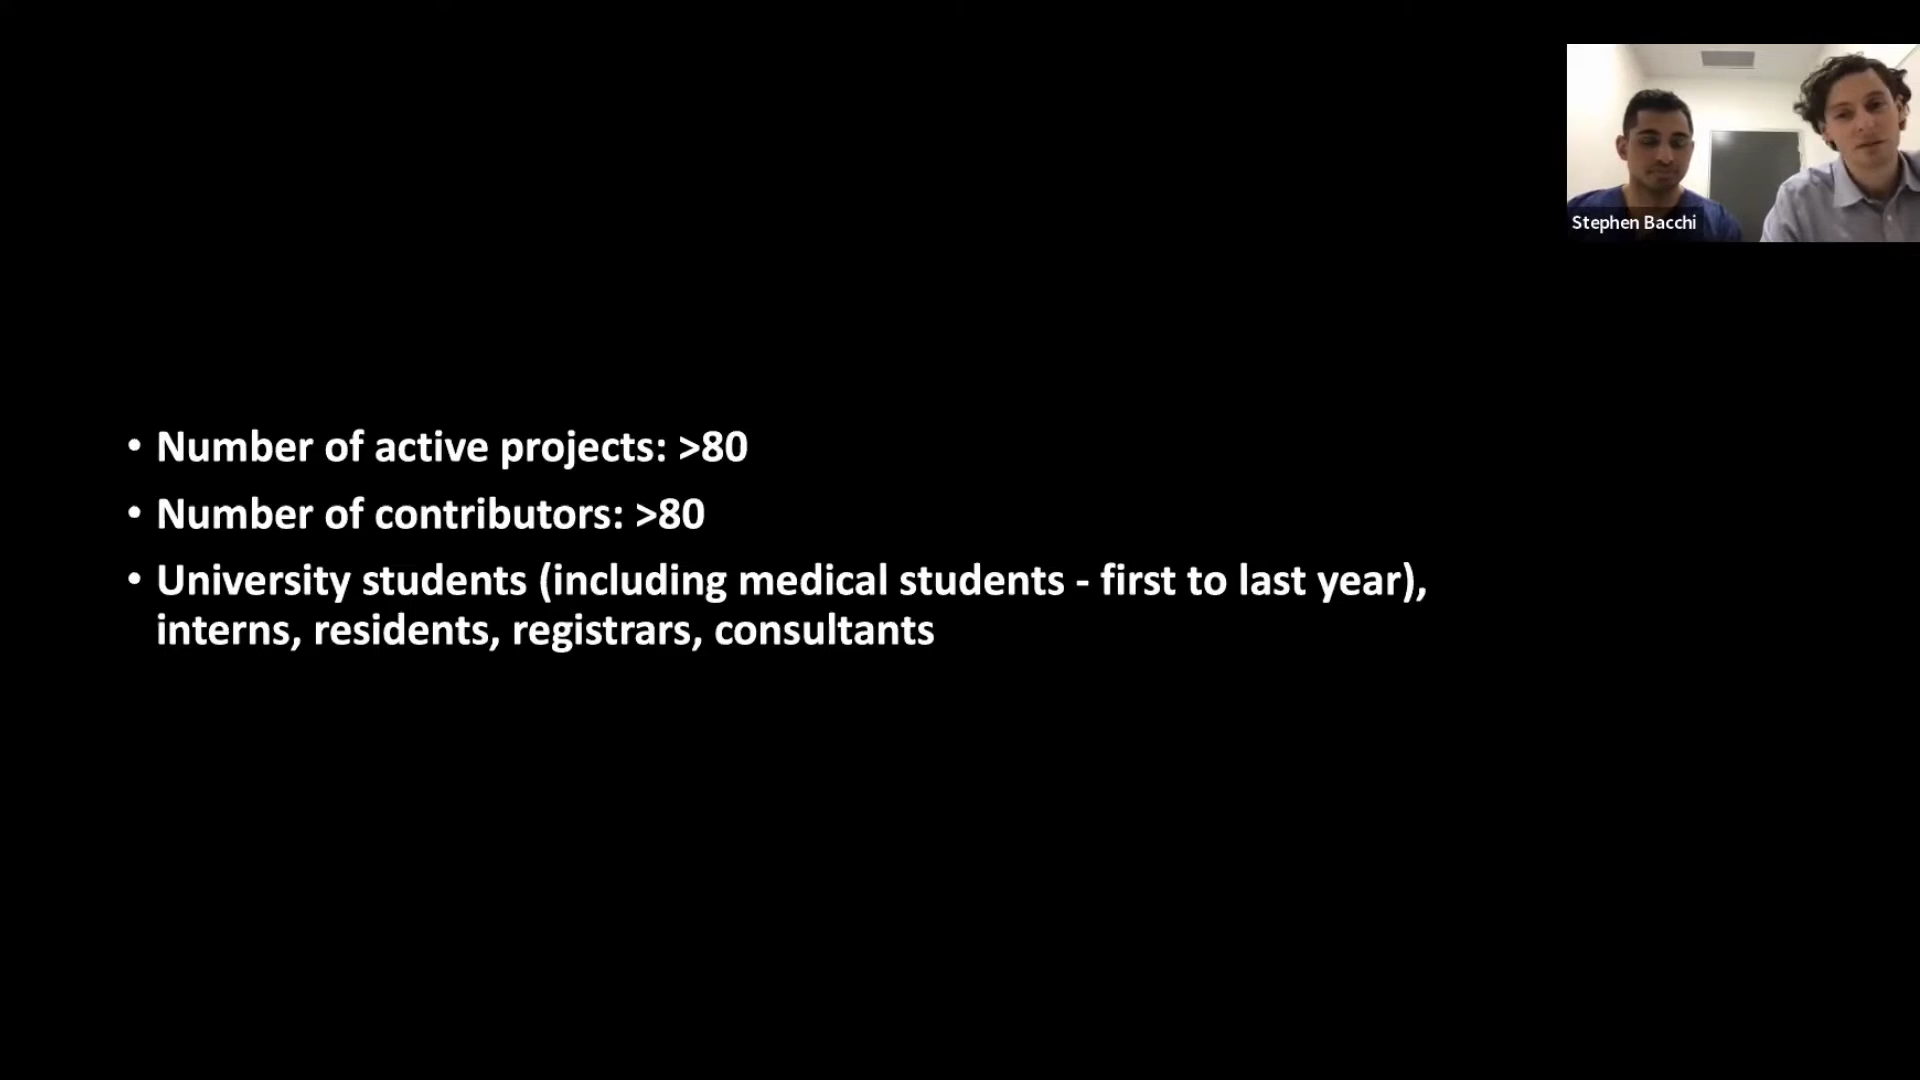 Stephen Bacchi
• Number of active projects: >80
• Number of contributors: >80
• University students (including medical students - first to last year),
interns, residents, registrars, consultants